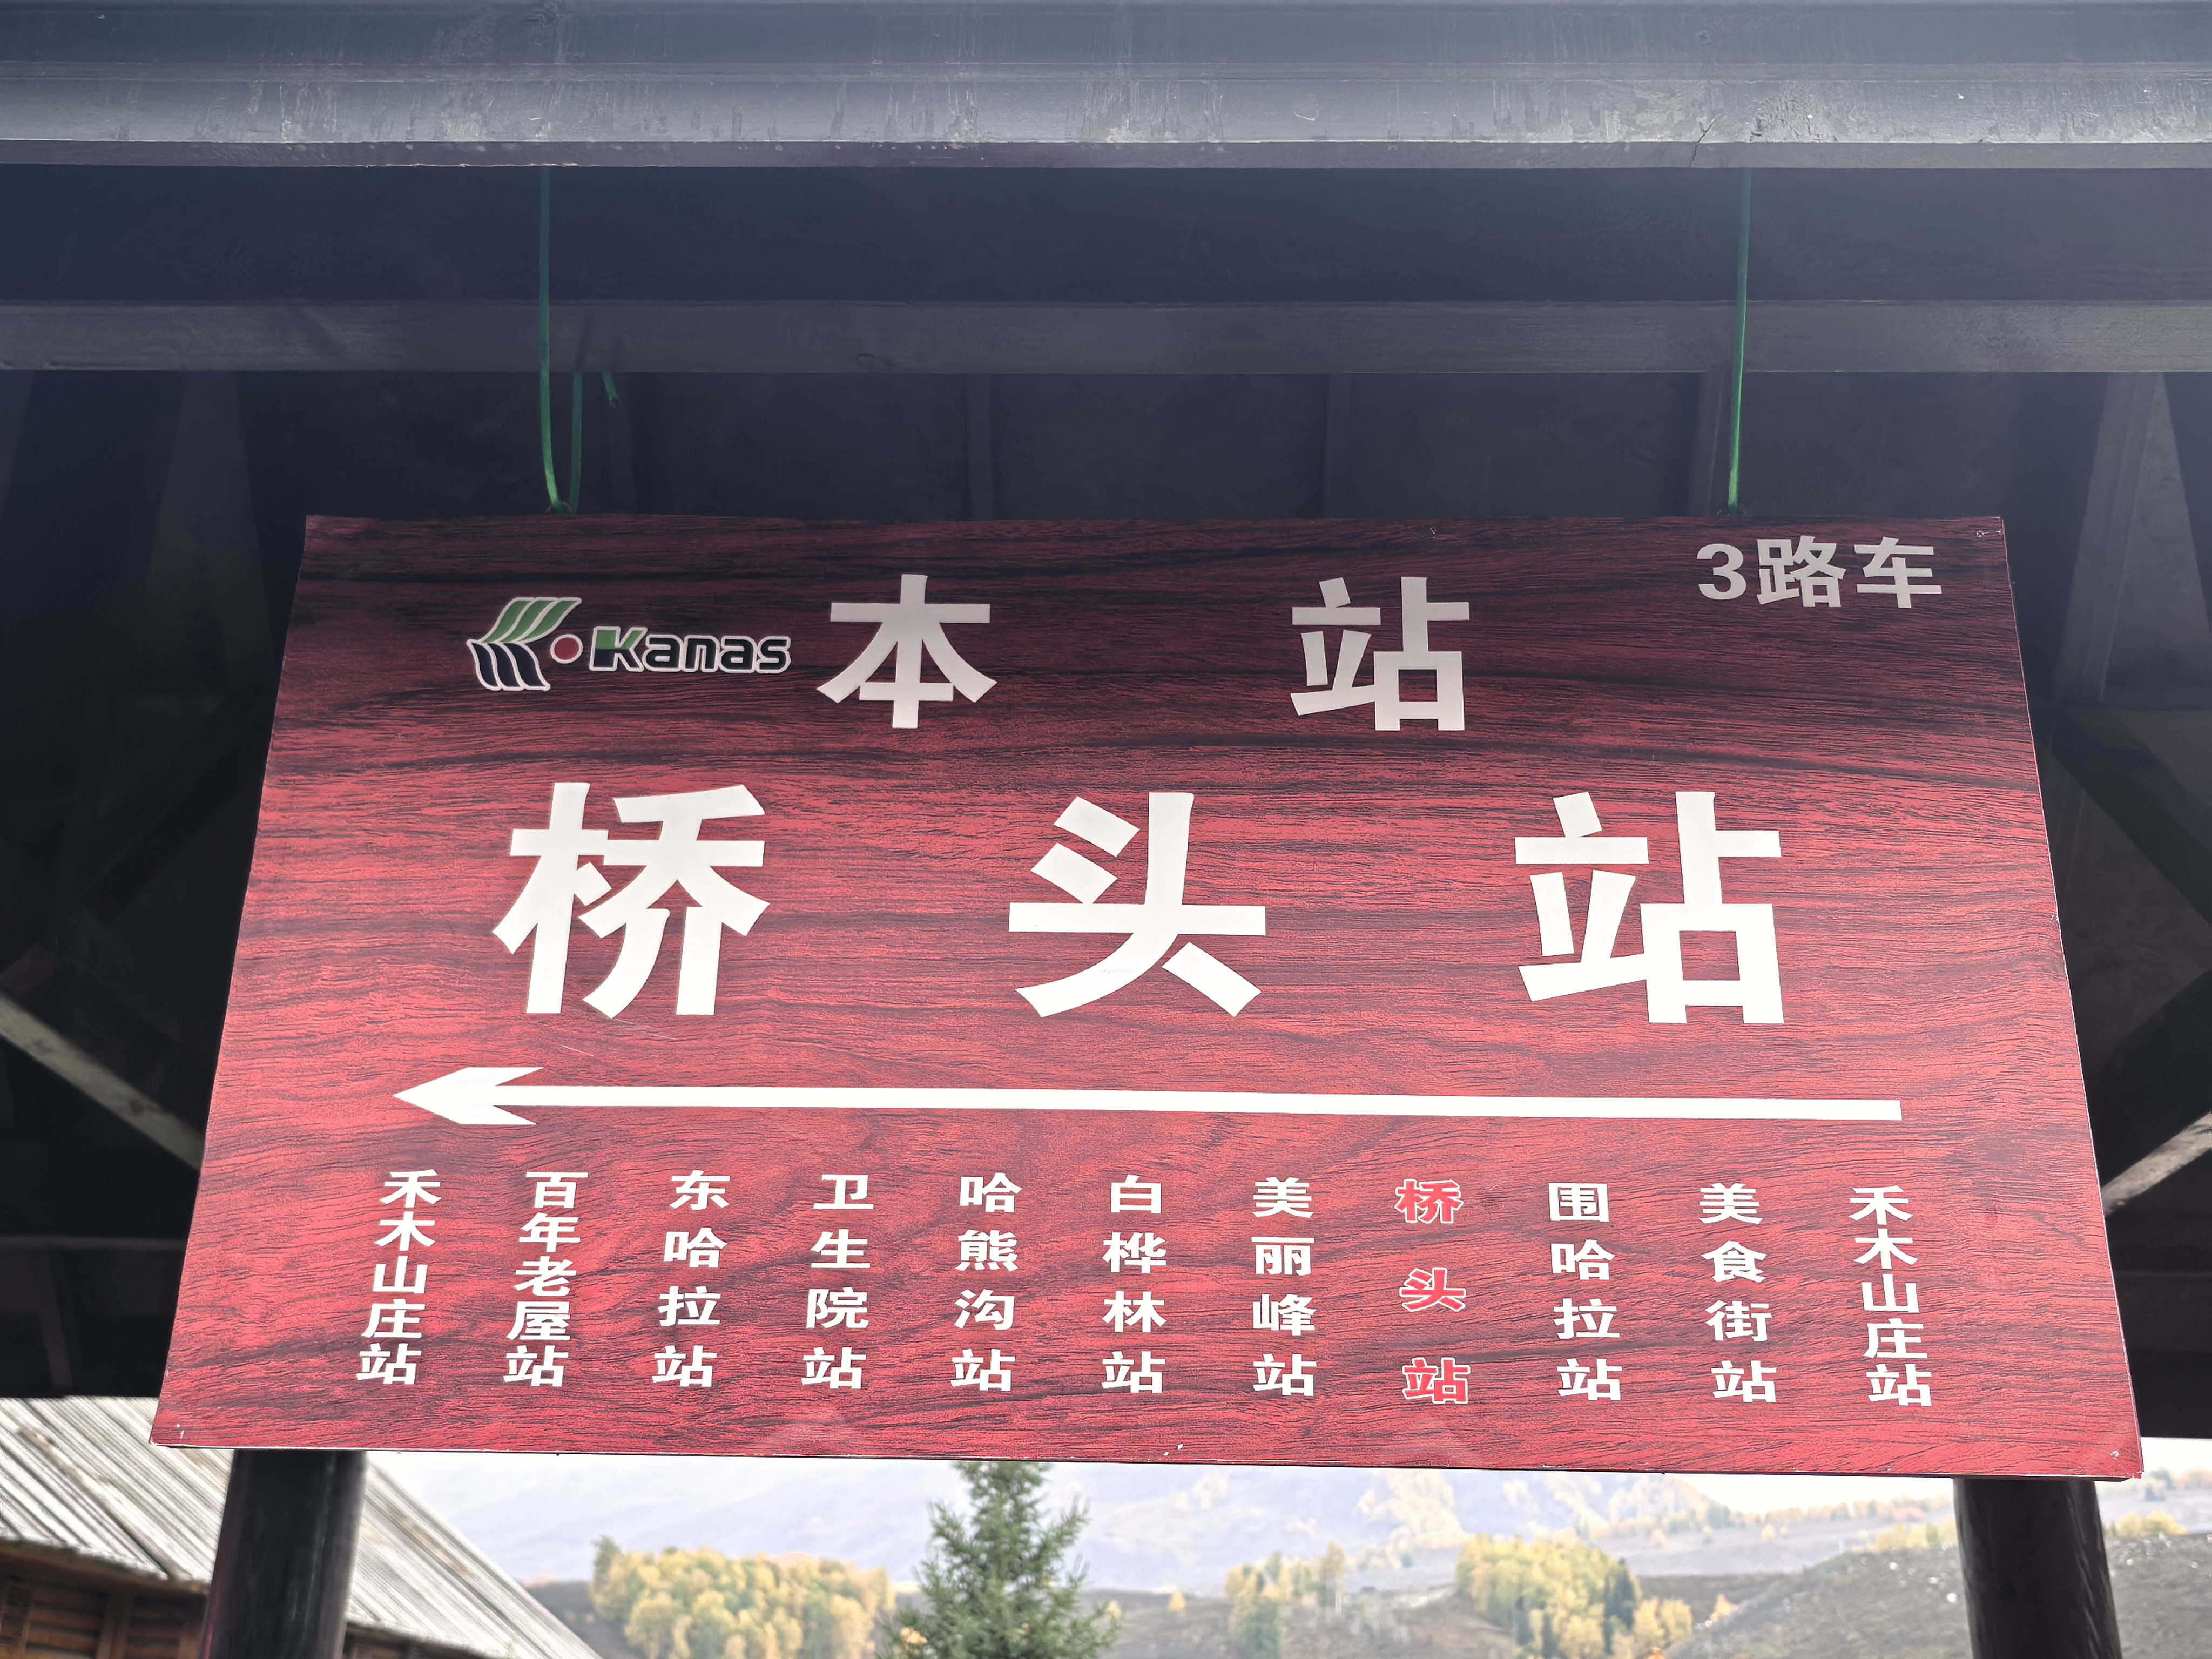 3路车
Kanas
本站
桥头站
禾木山庄站
百年老屋站
东哈拉站
卫生院站
哈熊沟站
白桦林站
美丽峰站
桥头站
围哈拉站
美食街站
禾木山庄站